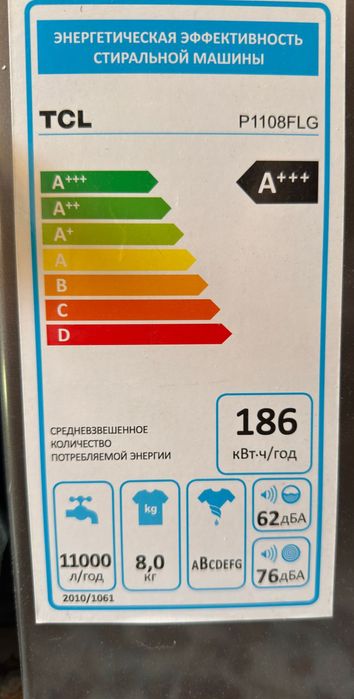 ЭНЕРГЕТИЧЕСКАЯ ЭФФЕКТИВНОСТЬ
СТИРАЛЬНОЙ МАШИНЫ
TCL P1108FLG
A+++ A+++
A++
A+
A
B
C
D
СРЕДНЕВЗВЕШЕННОЕ
КОЛИЧЕСТВО
ПОТРЕБЛЯЕМОЙ ЭНЕРГИИ
186
кВт·ч/год
kg
11000
л/год
8,0
кг
ABCDEFG
62дБА
76дБА
2010/1061